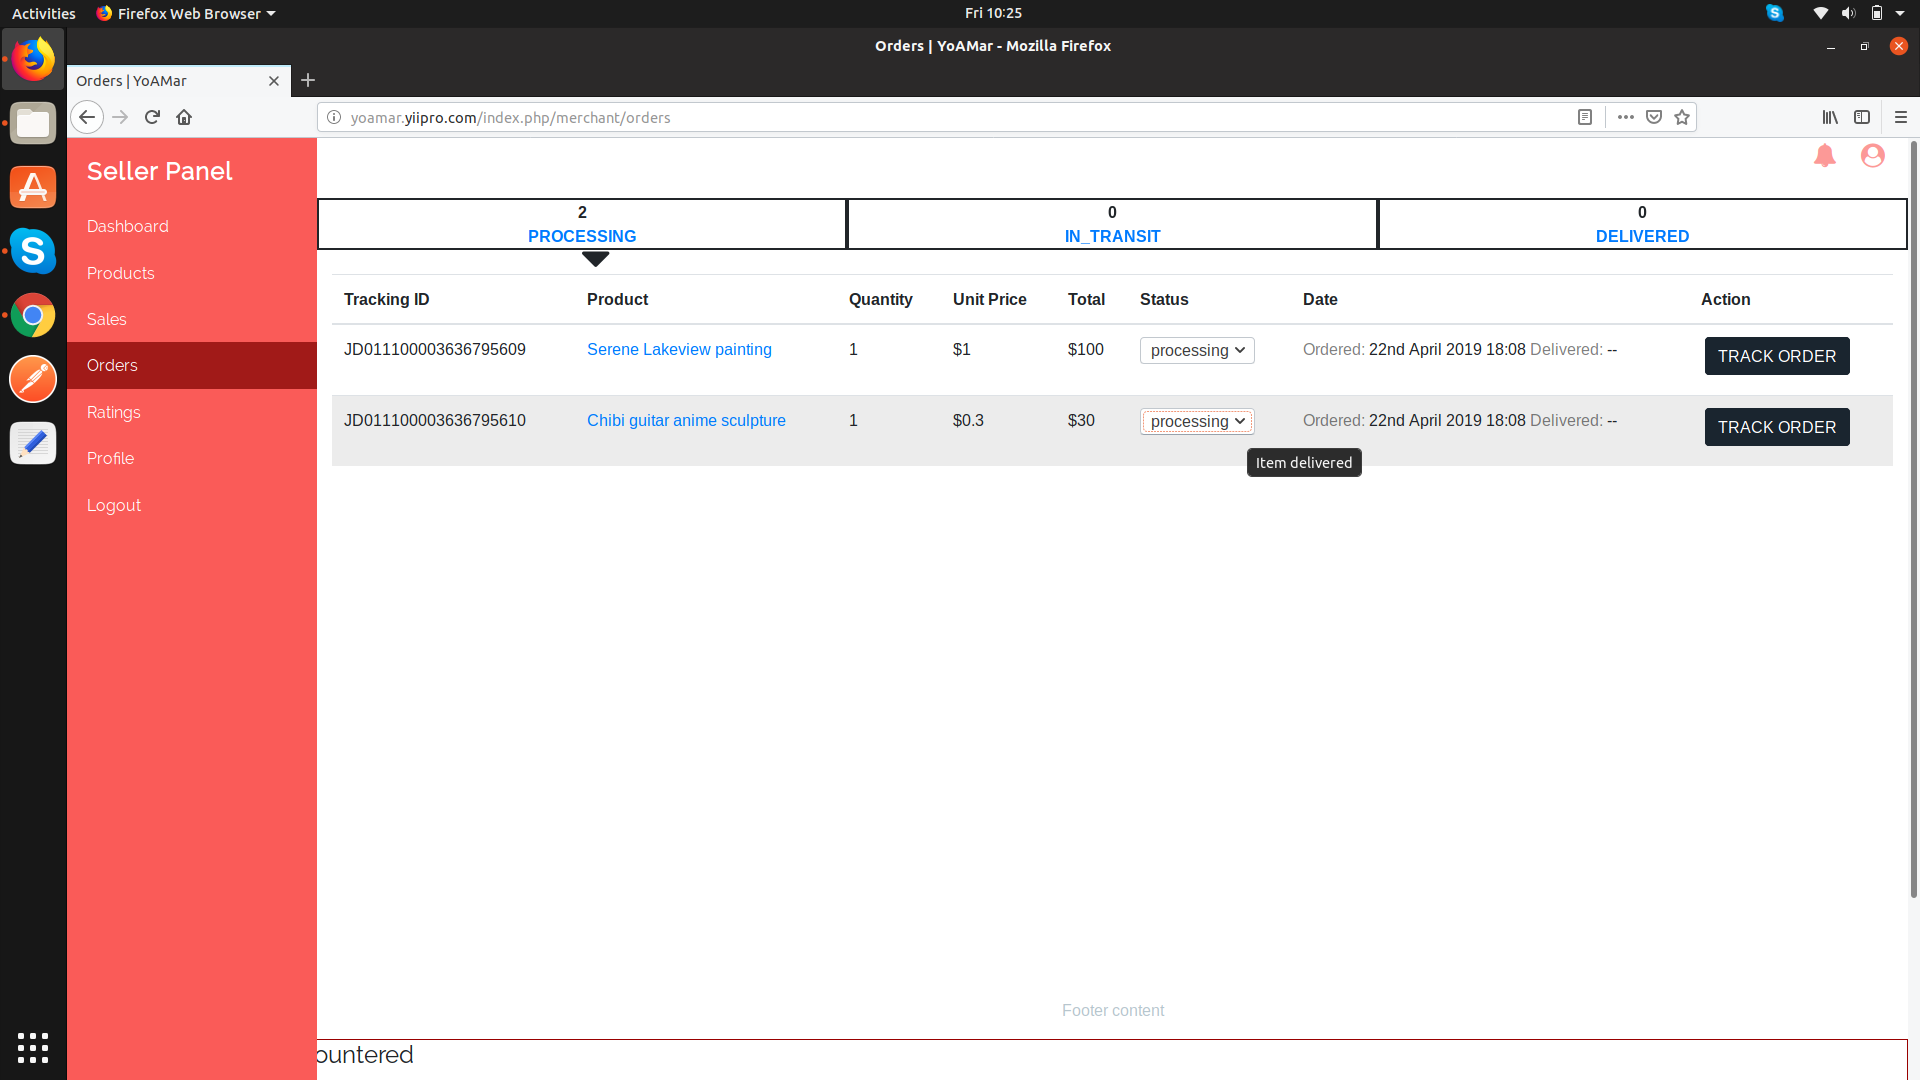 Activities
Firefox Web Browser
Fri 10:25
Orders | YoAMar - Mozilla Firefox
Orders | YoAMar
yoamar.yiipro.com/index.php/merchant/orders
Seller Panel
Dashboard
Products
Sales
Orders
Ratings
Profile
Logout
2
PROCESSING
0
IN_TRANSIT
0
DELIVERED
Tracking ID Product Quantity Unit Price Total Status Date Action
JD011100003636795609 Serene Lakeview painting 1 $1 $100 processing Ordered: 22nd April 2019 18:08 Delivered: -- TRACK ORDER
JD011100003636795610 Chibi guitar anime sculpture 1 $0.3 $30 processing Ordered: 22nd April 2019 18:08 Delivered: -- TRACK ORDER
Item delivered
Footer content
ountered